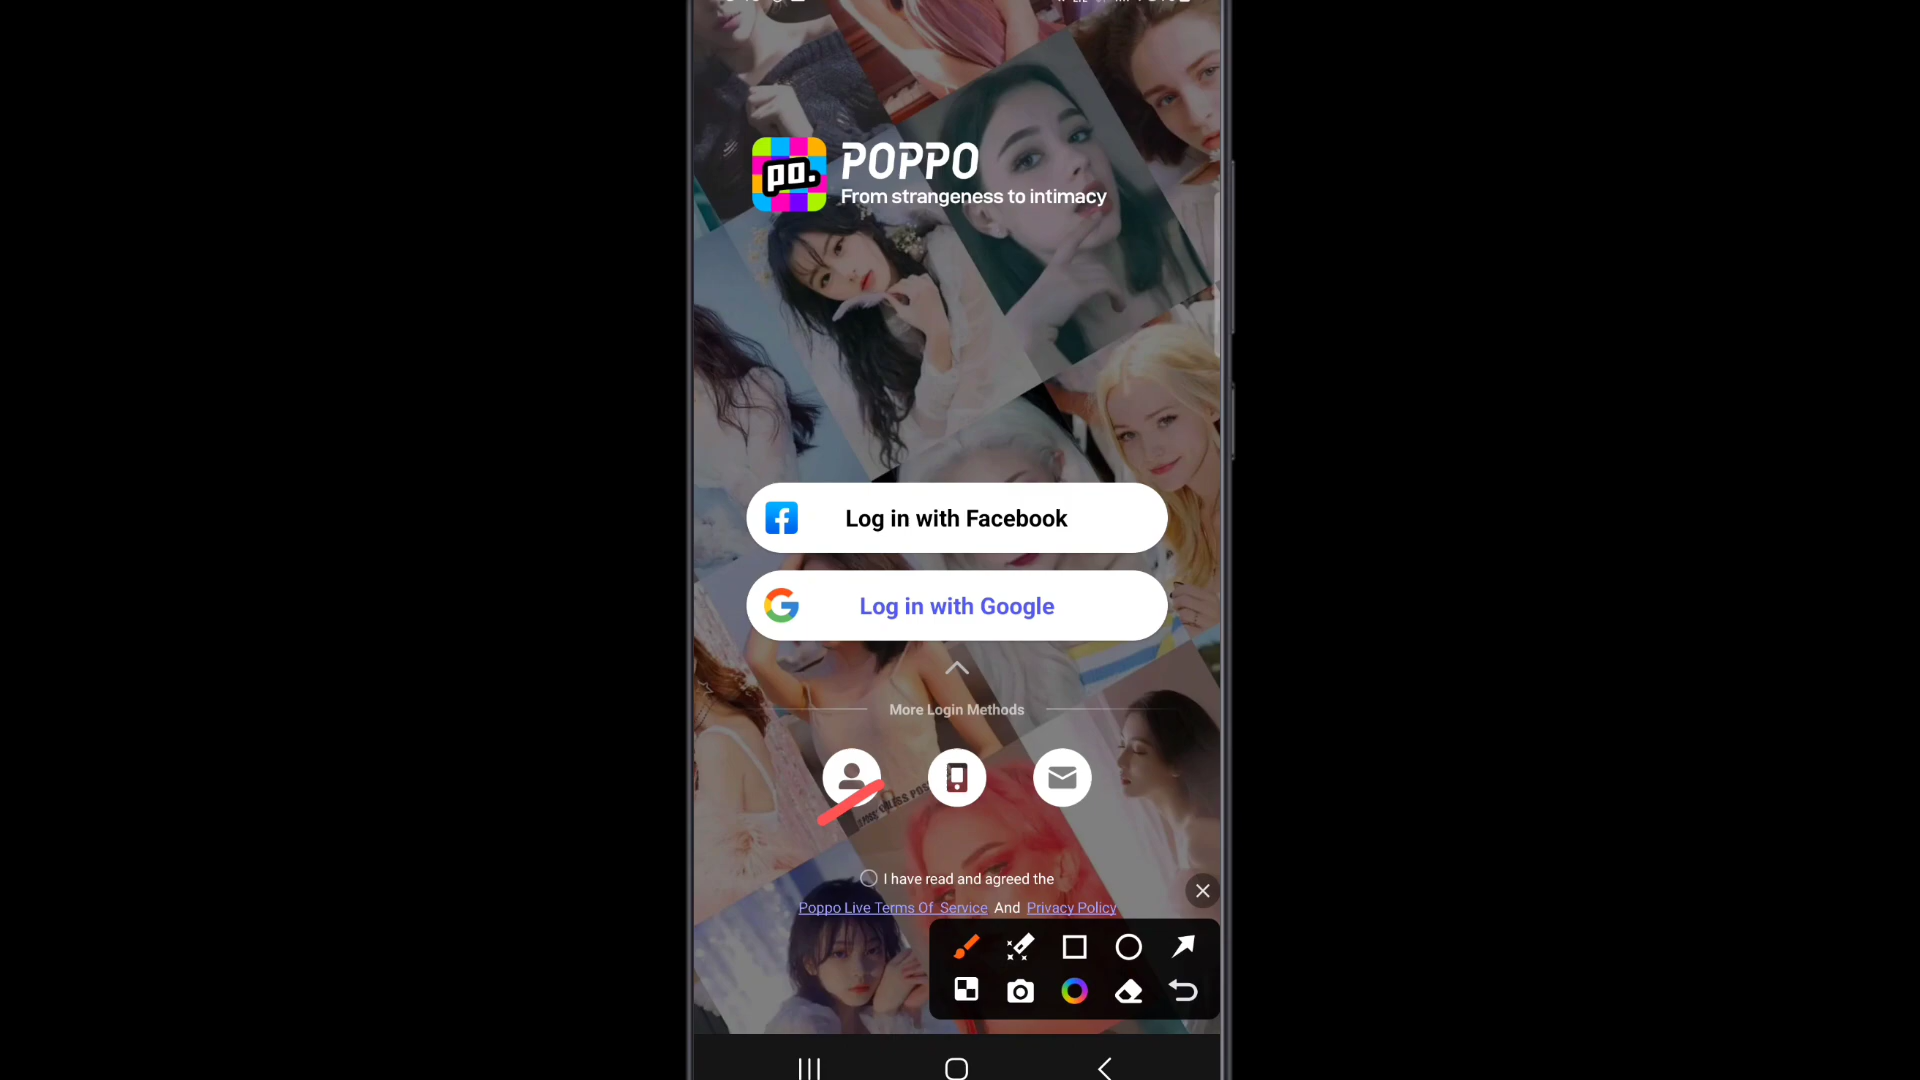 po.
POPPO
From strangeness to intimacy
Log in with Facebook
Log in with Google
More Login Methods
I have read and agreed the
Poppo Live Terms Of Service And Privacy Policy